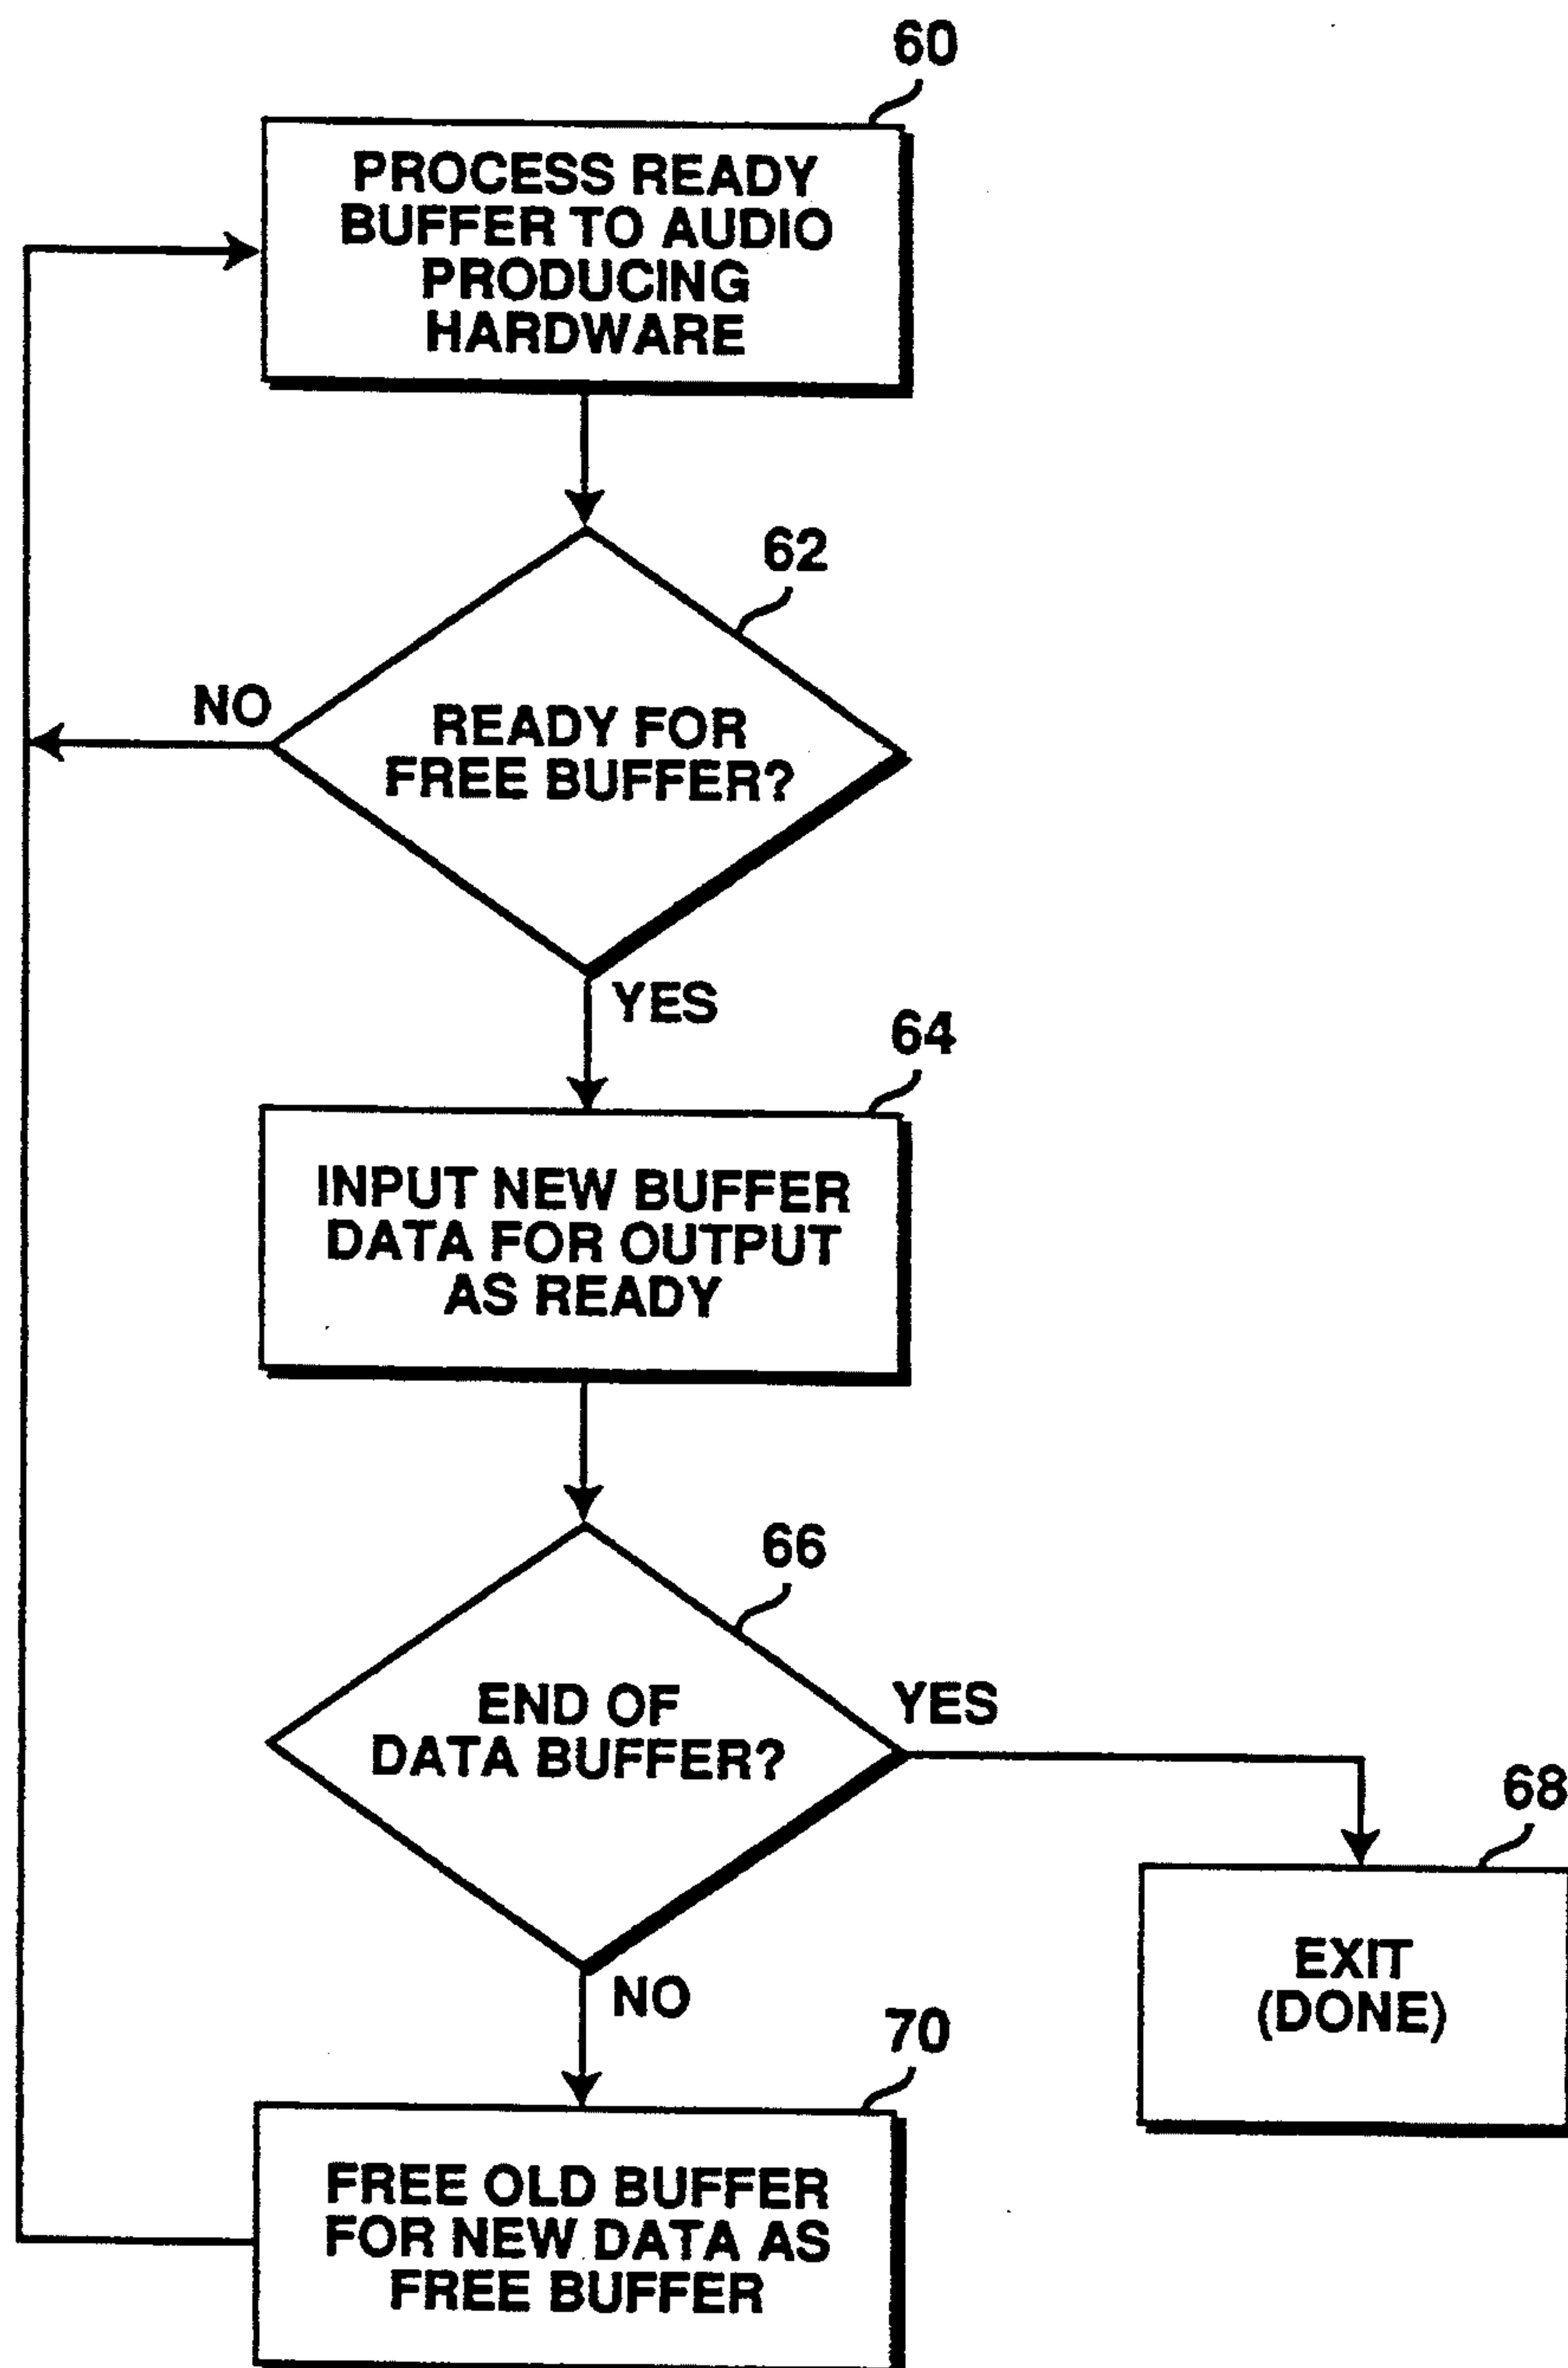 60
PROCESS READY
BUFFER TO AUDIO
PRODUCING
HARDWARE
62
NO
READY FOR
FREE BUFFER?
YES
64
INPUT NEW BUFFER
DATA FOR OUTPUT
AS READY
66
END OF
DATA BUFFER?
YES
68
EXIT
(DONE)
NO
70
FREE OLD BUFFER
FOR NEW DATA AS
FREE BUFFER